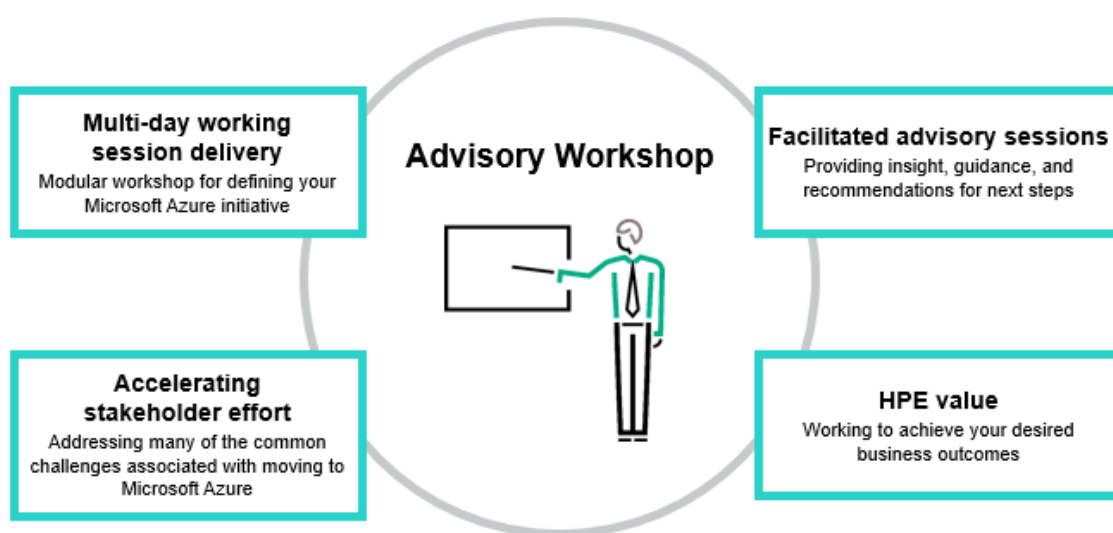 Advisory Workshop
Multi-day working
session delivery
Modular workshop for defining your
Microsoft Azure initiative
Facilitated advisory sessions
Providing insight, guidance, and
recommendations for next steps
Accelerating
stakeholder effort
Addressing many of the common
challenges associated with moving to
Microsoft Azure
HPE value
Working to achieve your desired
business outcomes